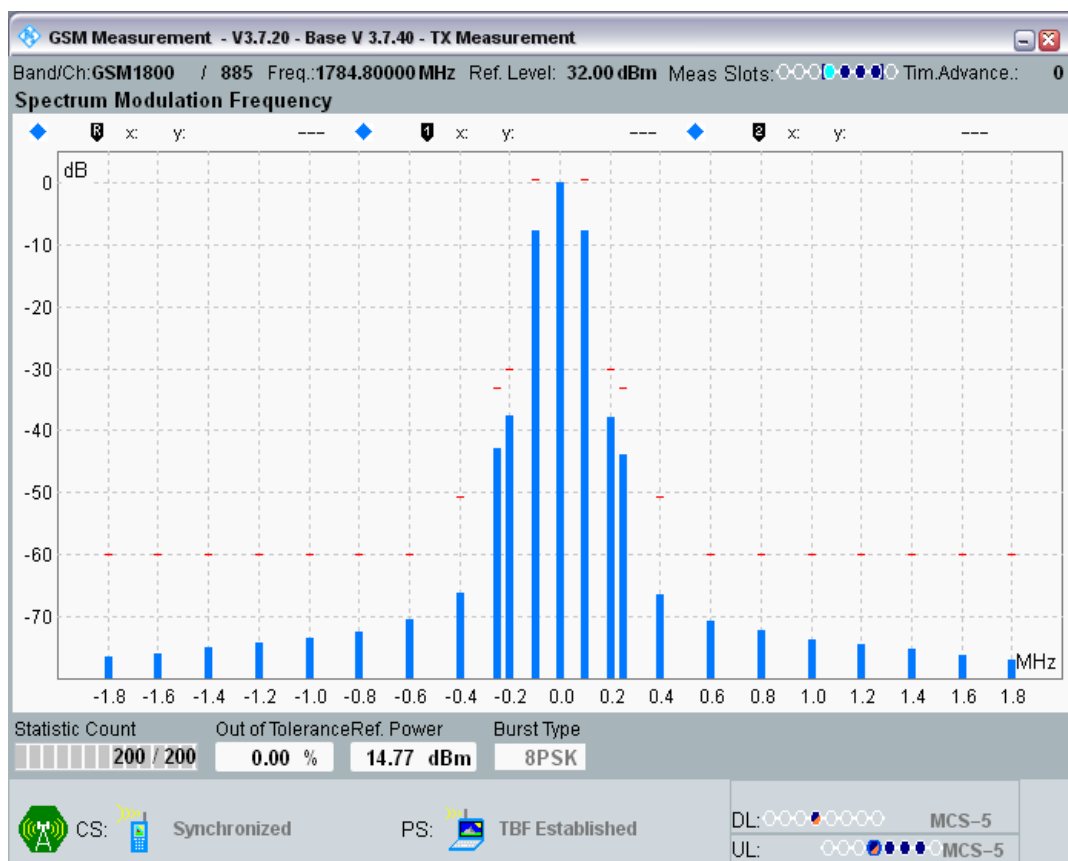 GSM Measurement - V3.7.20 - Base V 3.7.40 - TX Measurement
Band/Ch:GSM1800 / 885 Freq.:1784.80000 MHz Ref. Level: 32.00 dBm Meas Slots: Tim.Advance.: 0
Spectrum Modulation Frequency
R x: y: --- 1 x: y: --- 2 x: y: ---
dB
0
-10
-20
-30
-40
-50
-60
-70
MHz
-1.8 -1.6 -1.4 -1.2 -1.0 -0.8 -0.6 -0.4 -0.2 0.0 0.2 0.4 0.6 0.8 1.0 1.2 1.4 1.6 1.8
Statistic Count Out of Tolerance Ref. Power Burst Type
200 / 200 0.00 % 14.77 dBm 8PSK
CS: Synchronized PS: TBF Established
DL: MCS-5
UL: MCS-5